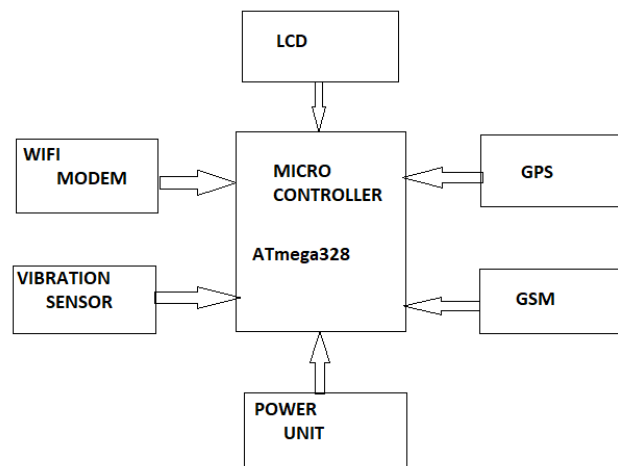 LCD
WIFI
MODEM
MICRO
CONTROLLER
ATmega328
GPS
VIBRATION
SENSOR
GSM
POWER
UNIT